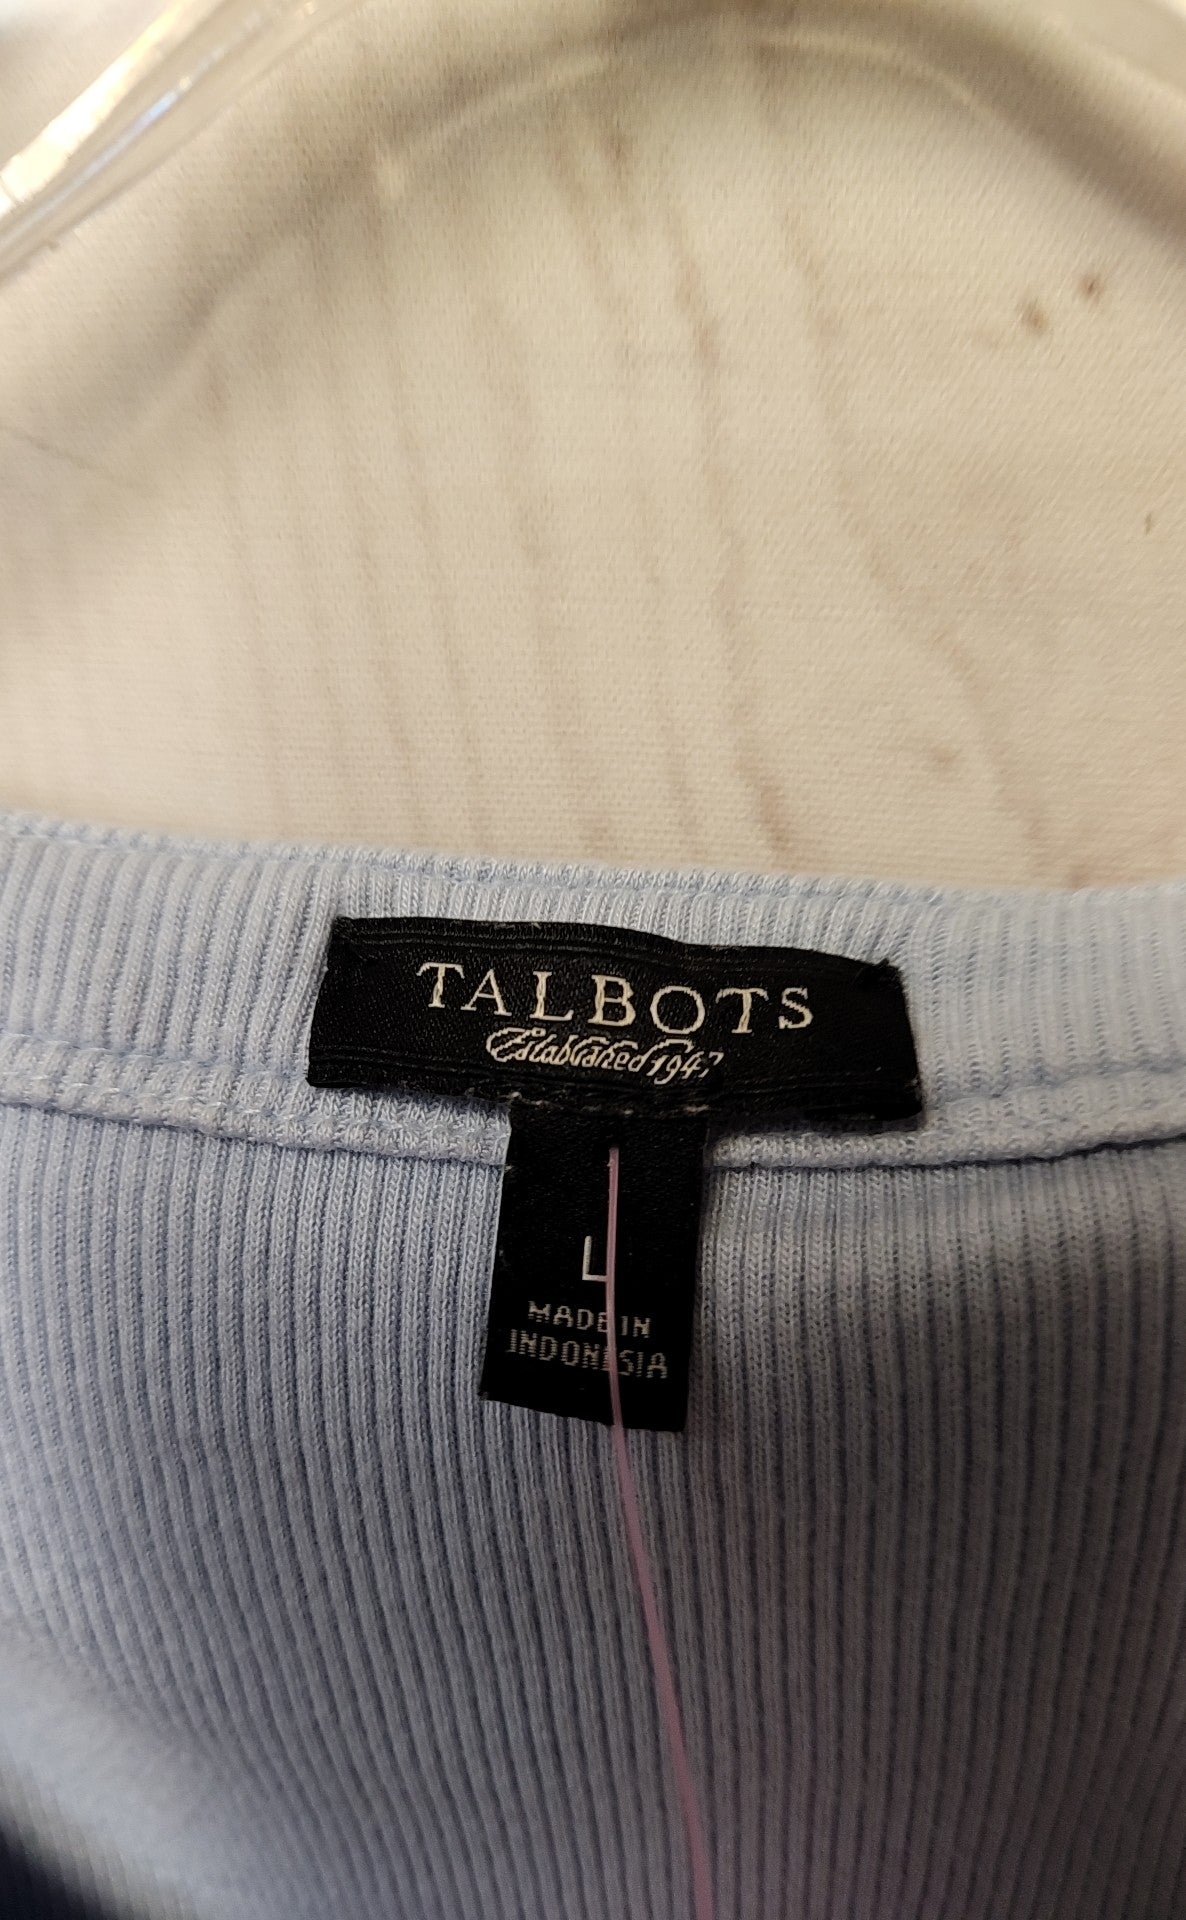 TALBOTS
Established 1947
L
MADE IN
INDONESIA